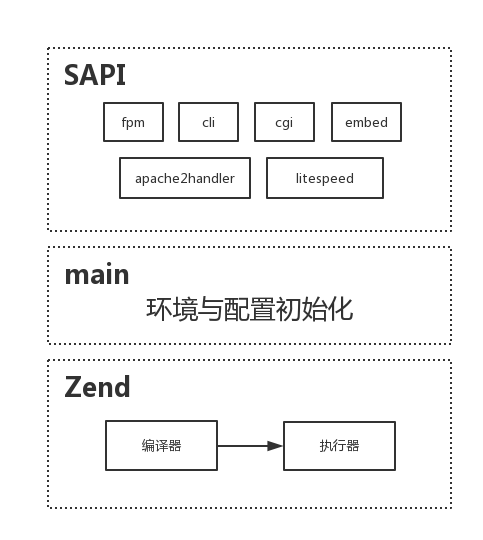 SAPI
fpm cli cgi embed
apache2handler litespeed
main
环境与配置初始化
Zend
编译器 执行器